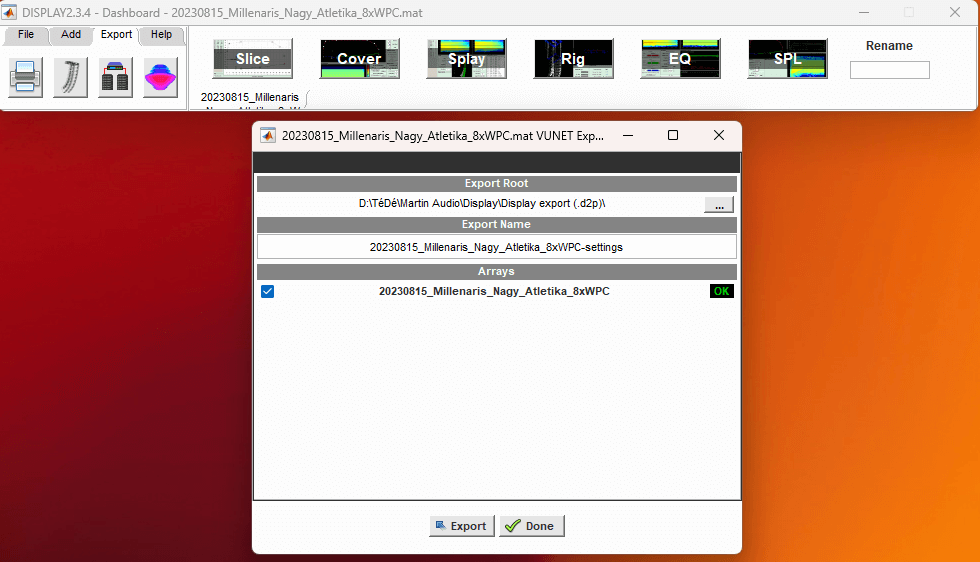 DISPLAY2.3.4 - Dashboard - 20230815_Millenaris_Nagy_Atletika_8xWPC.mat
File Add Export Help
Slice Cover Splay Rig EQ SPL
Rename
20230815_Millenaris
20230815_Millenaris_Nagy_Atletika_8xWPC.mat VUNET Exp...
Export Root
D:\TéDé\Martin Audio\Display\Display export (.d2p)\
...
Export Name
20230815_Millenaris_Nagy_Atletika_8xWPC-settings
Arrays
20230815_Millenaris_Nagy_Atletika_8xWPC OK
Export Done